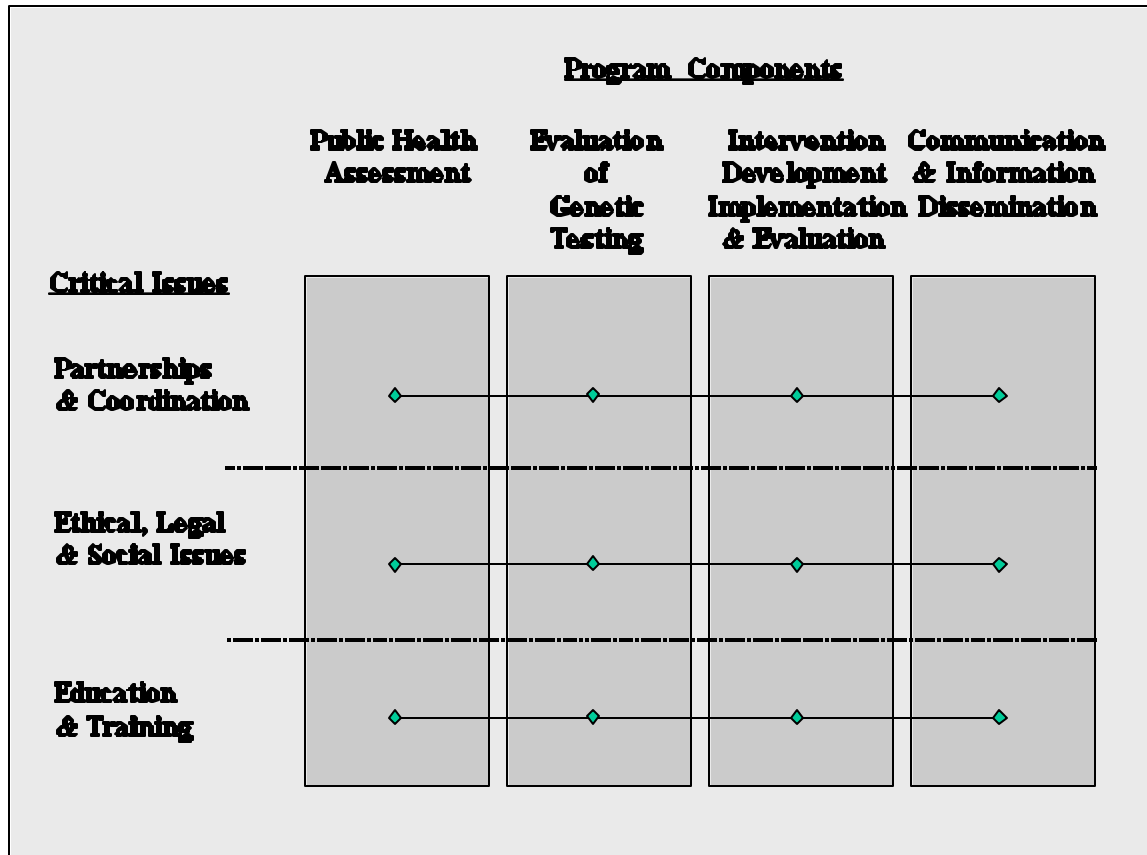 Program Components
Public Health
Assessment
Evaluation
of
Genetic
Testing
Intervention
Development
Implementation
& Evaluation
Communication
& Information
Dissemination
Critical Issues
Partnerships
& Coordination
Ethical, Legal
& Social Issues
Education
& Training